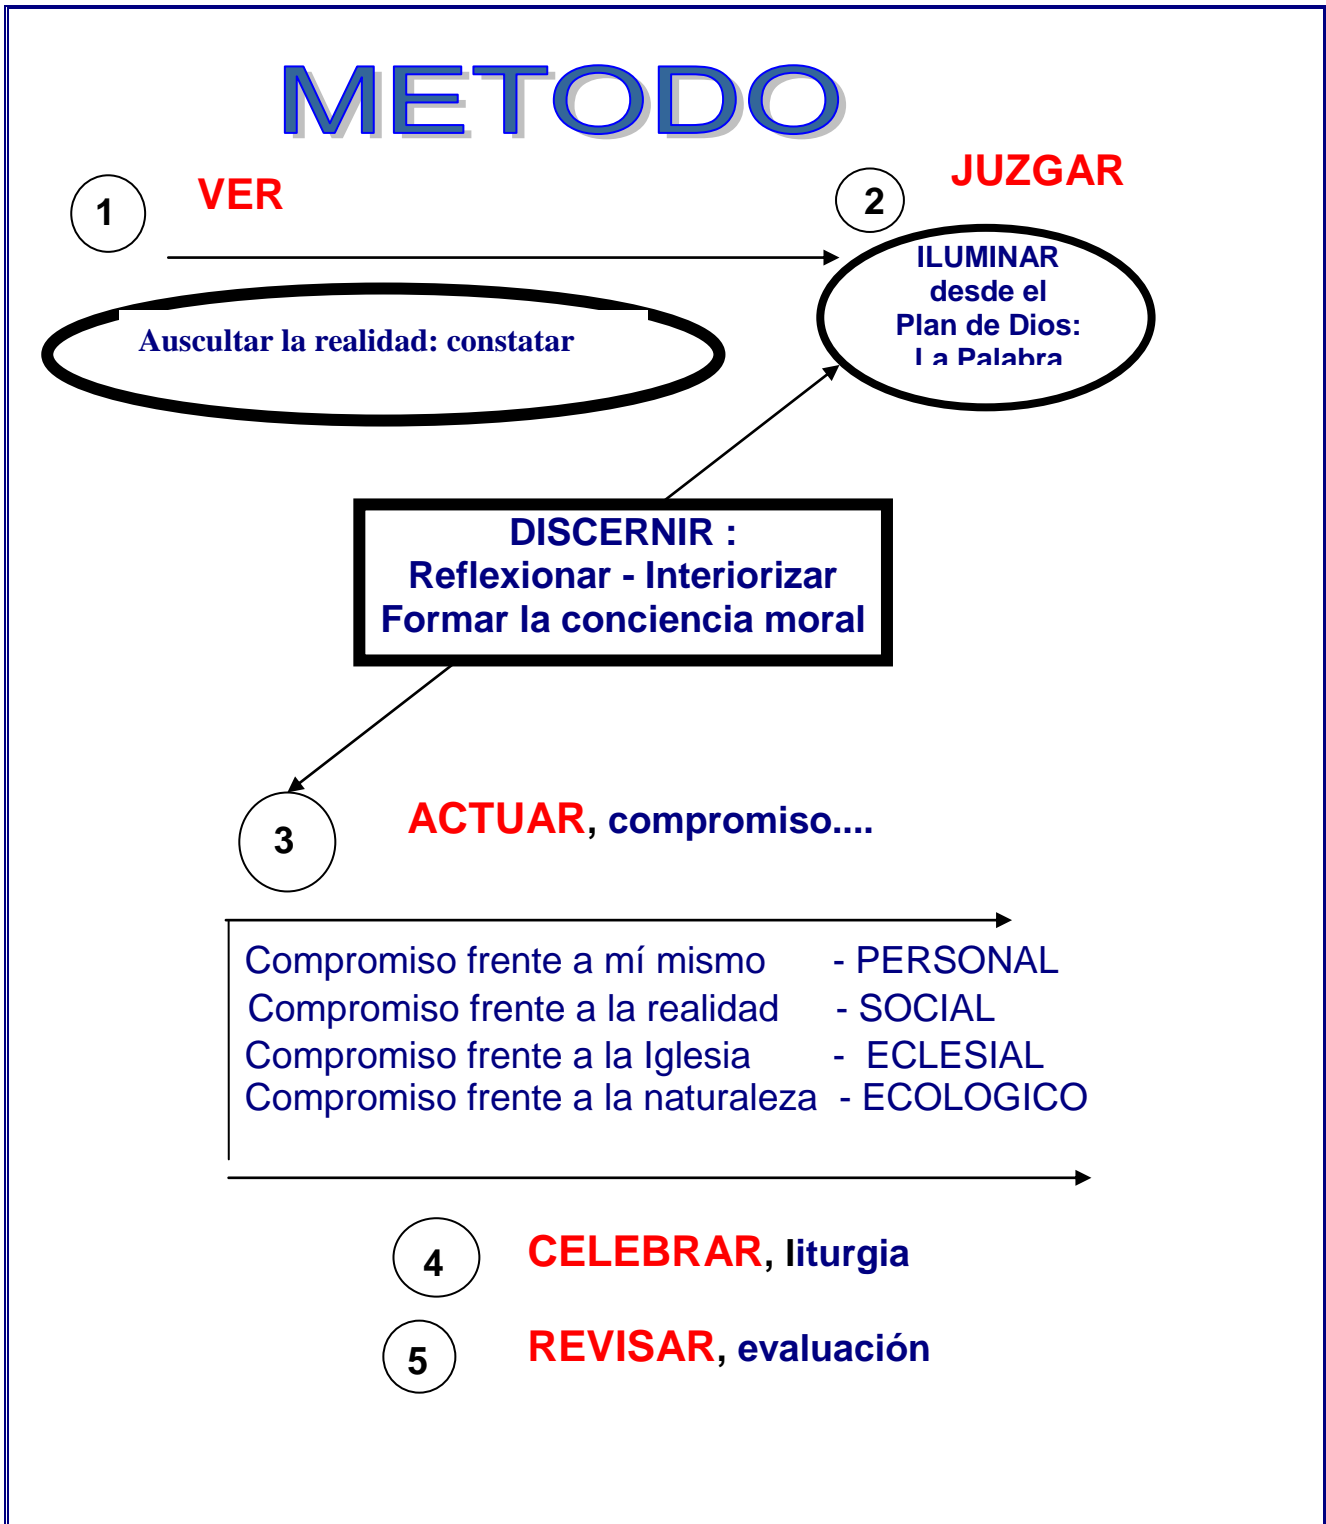 METODO
1 VER
2 JUZGAR
Auscultar la realidad: constatar
ILUMINAR
desde el
Plan de Dios:
La Palabra
DISCERNIR :
Reflexionar - Interiorizar
Formar la conciencia moral
3 ACTUAR, compromiso....
Compromiso frente a mí mismo - PERSONAL
Compromiso frente a la realidad - SOCIAL
Compromiso frente a la Iglesia - ECLESIAL
Compromiso frente a la naturaleza - ECOLOGICO
4 CELEBRAR, liturgia
5 REVISAR, evaluación